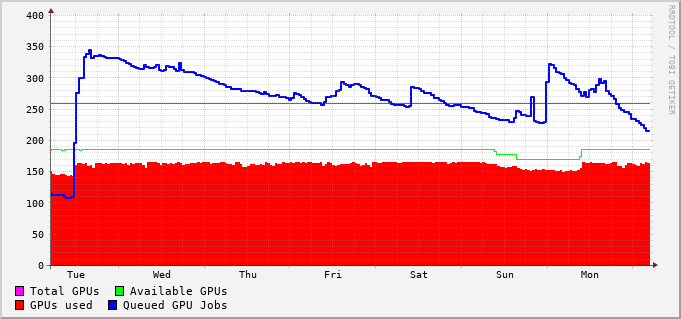 400
350
300
250
200
150
100
50
0
Tue Wed Thu Fri Sat Sun Mon
Total GPUs Available GPUs
GPUs used Queued GPU Jobs
RRDTOOL / TOBI OETIKER